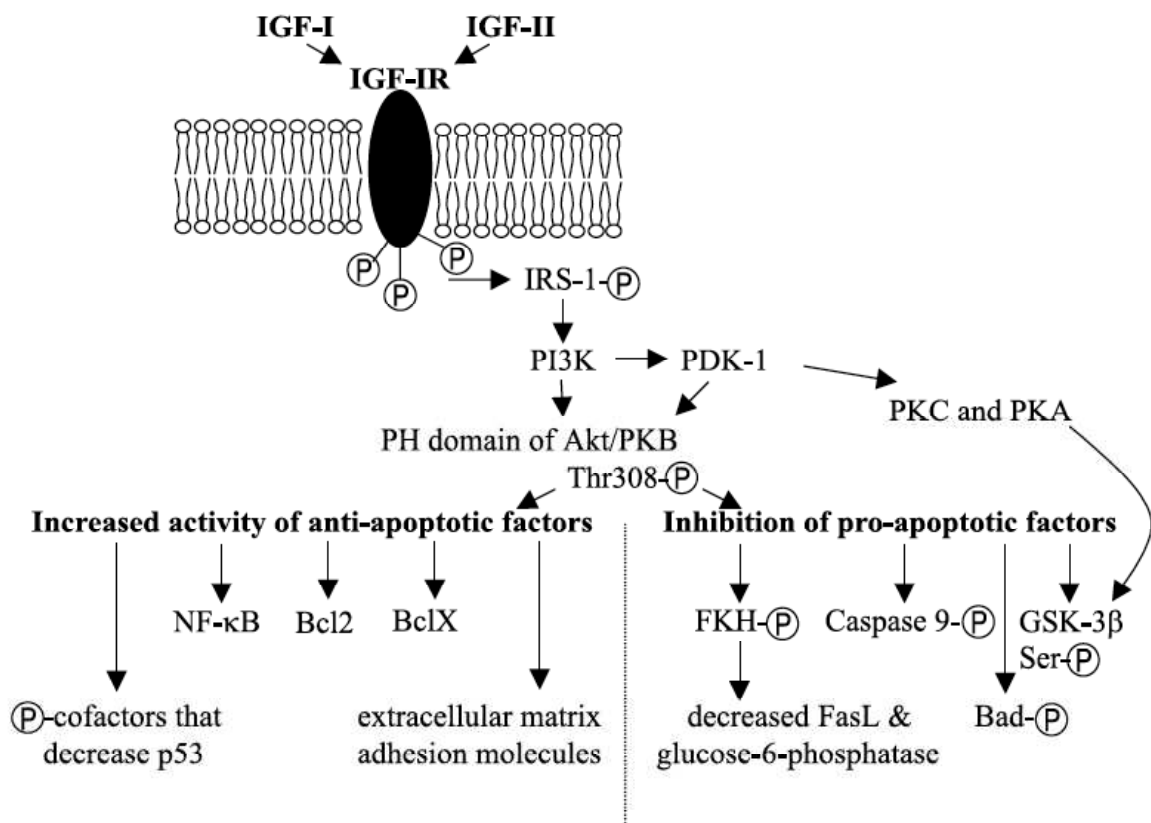 IGF-I
IGF-II
IGF-IR
P
P
P
IRS-1-P
PI3K
PDK-1
PKC and PKA
PH domain of Akt/PKB
Thr308-P
Increased activity of anti-apoptotic factors
Inhibition of pro-apoptotic factors
NF-κB
Bcl2
BclX
FKH-P
Caspase 9-P
GSK-3β
Ser-P
P-cofactors that
decrease p53
extracellular matrix
adhesion molecules
decreased FasL &
glucose-6-phosphatase
Bad-P